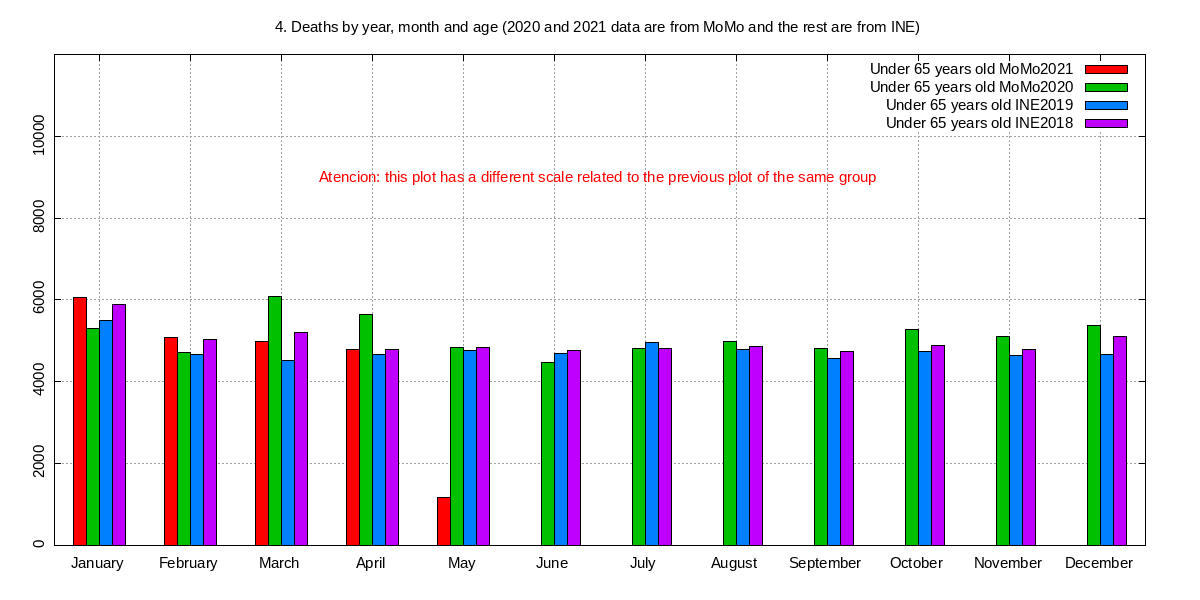 4. Deaths by year, month and age (2020 and 2021 data are from MoMo and the rest are from INE)
Under 65 years old MoMo2021
Under 65 years old MoMo2020
Under 65 years old INE2019
Under 65 years old INE2018
Atencion: this plot has a different scale related to the previous plot of the same group
10000
8000
6000
4000
2000
0
January February March April May June July August September October November December